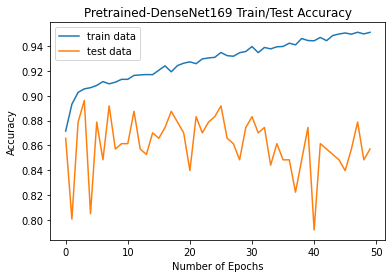 Pretrained-DenseNet169 Train/Test Accuracy
train data
test data
0.94
0.92
0.90
0.88
0.86
0.84
0.82
0.80
Accuracy
0
10
20
30
40
50
Number of Epochs